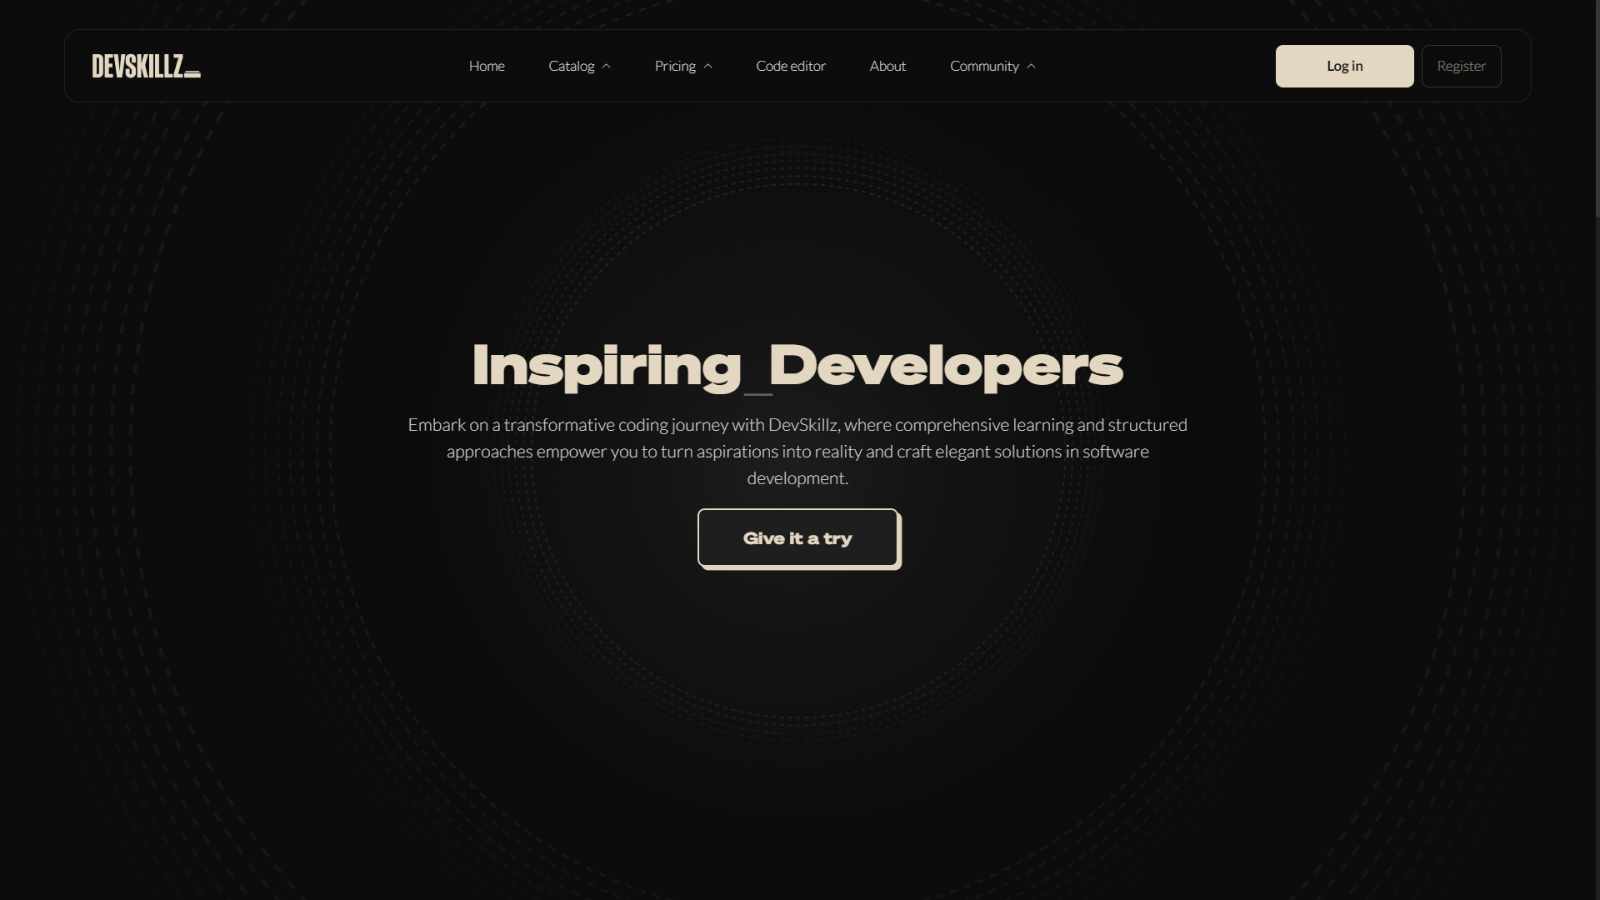 DEVSKILLZ_
Home
Catalog
Pricing
Code editor
About
Community
Log in
Register
Inspiring_Developers
Embark on a transformative coding journey with DevSkillz, where comprehensive learning and structured
approaches empower you to turn aspirations into reality and craft elegant solutions in software
development.
Give it a try